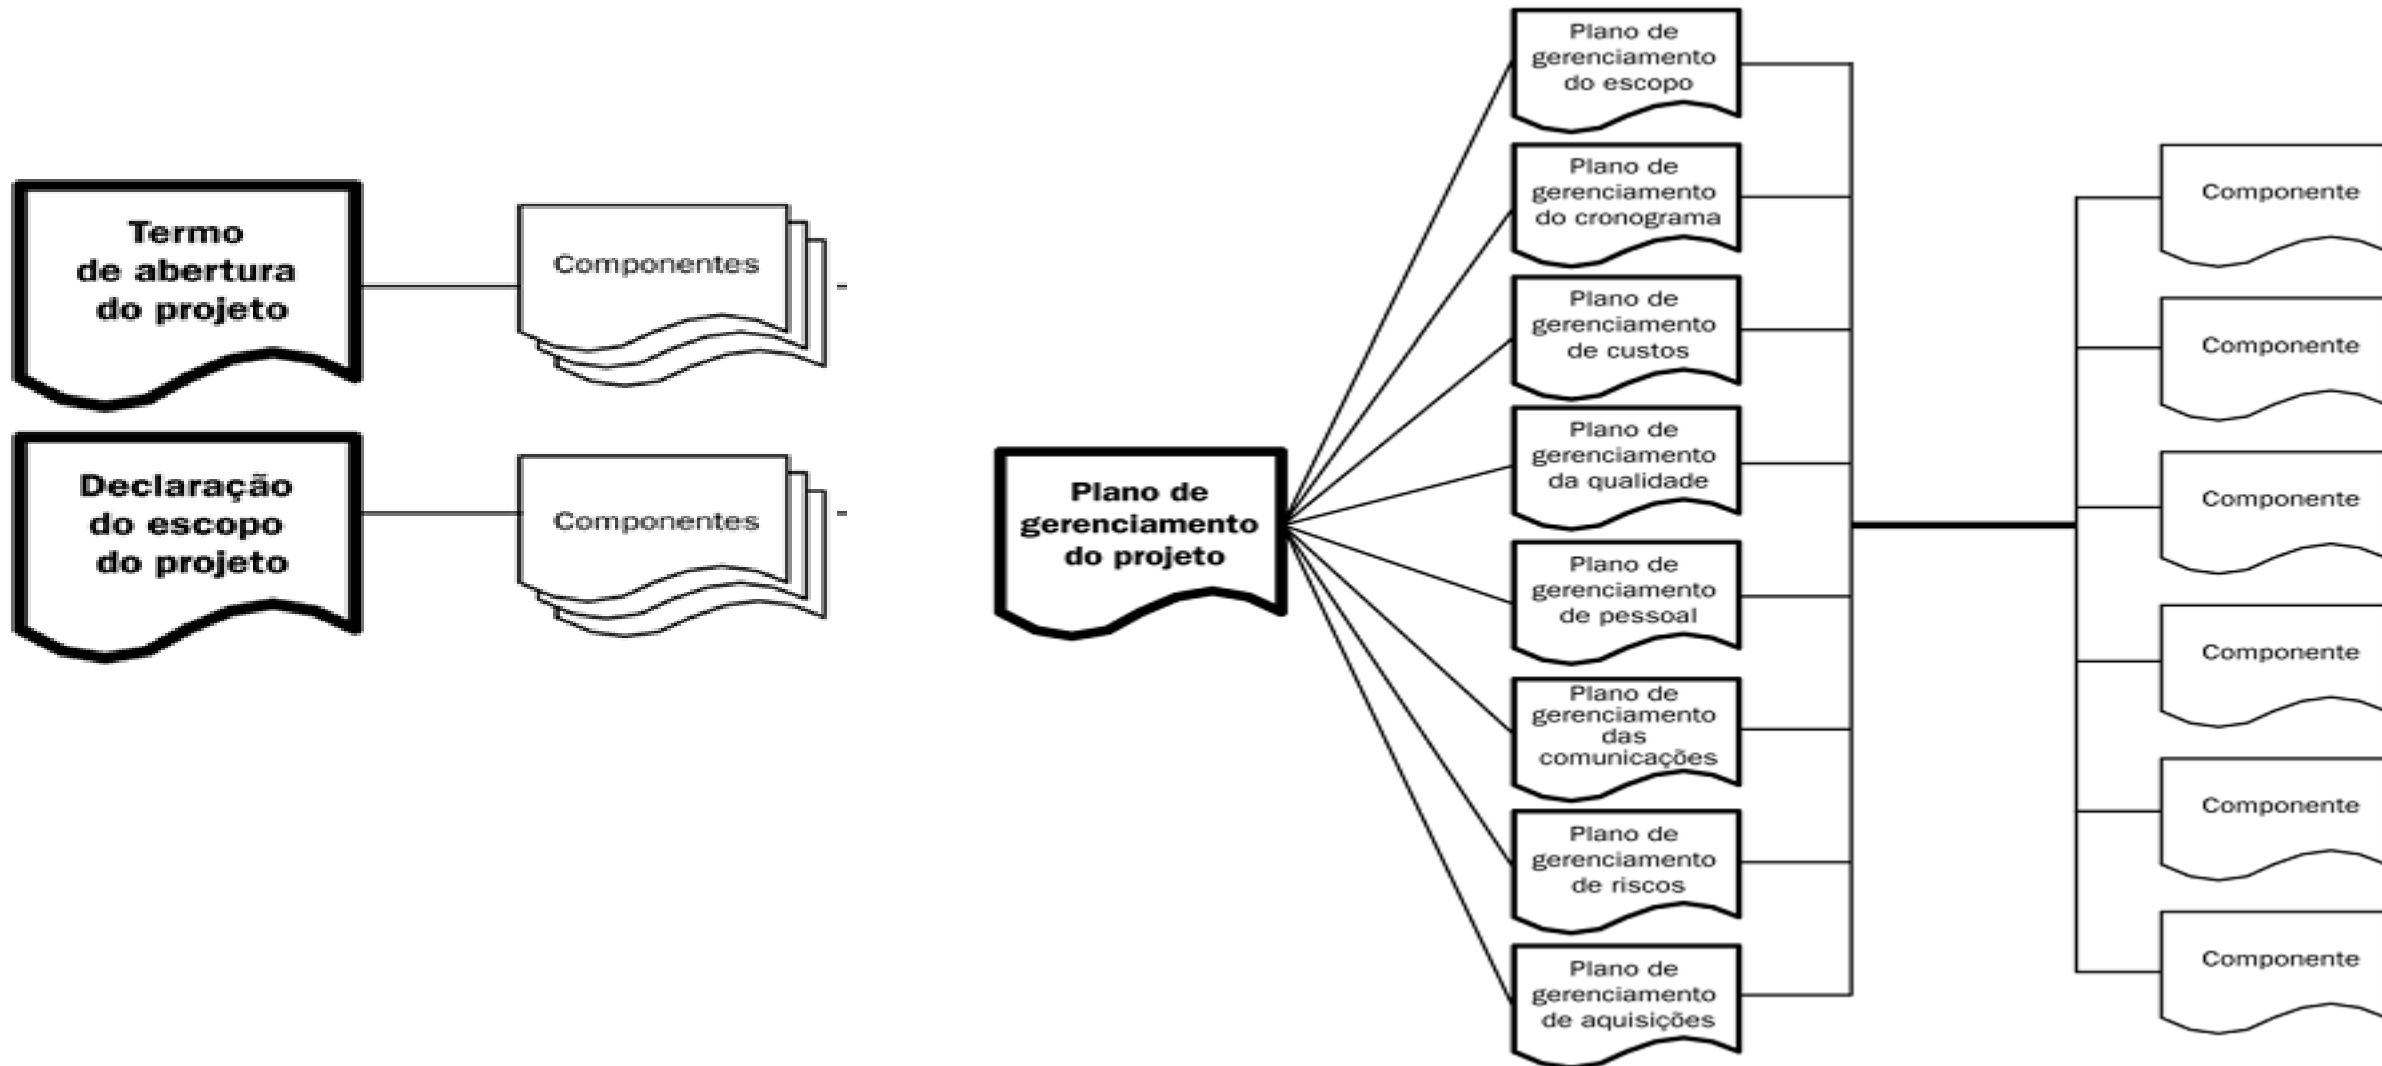 Termo
de abertura
do projeto
Componentes
Declaração
do escopo
do projeto
Componentes
Plano de
gerenciamento
do projeto
Plano de
gerenciamento
do escopo
Plano de
gerenciamento
do cronograma
Plano de
gerenciamento
de custos
Plano de
gerenciamento
da qualidade
Plano de
gerenciamento
de pessoal
Plano de
gerenciamento
das
comunicações
Plano de
gerenciamento
de riscos
Plano de
gerenciamento
de aquisições
Componente
Componente
Componente
Componente
Componente
Componente